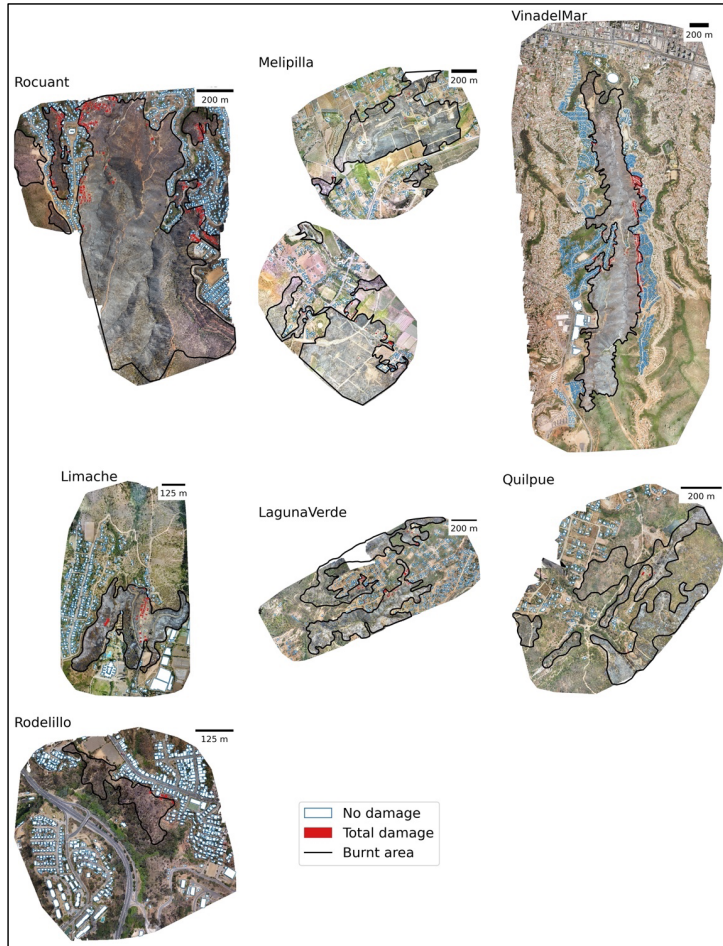 Rocuant
200 m
Melipilla
200 m
VinadelMar
200 m
Limache
125 m
LagunaVerde
200 m
Quilpue
200 m
Rodelillo
125 m
No damage
Total damage
Burnt area